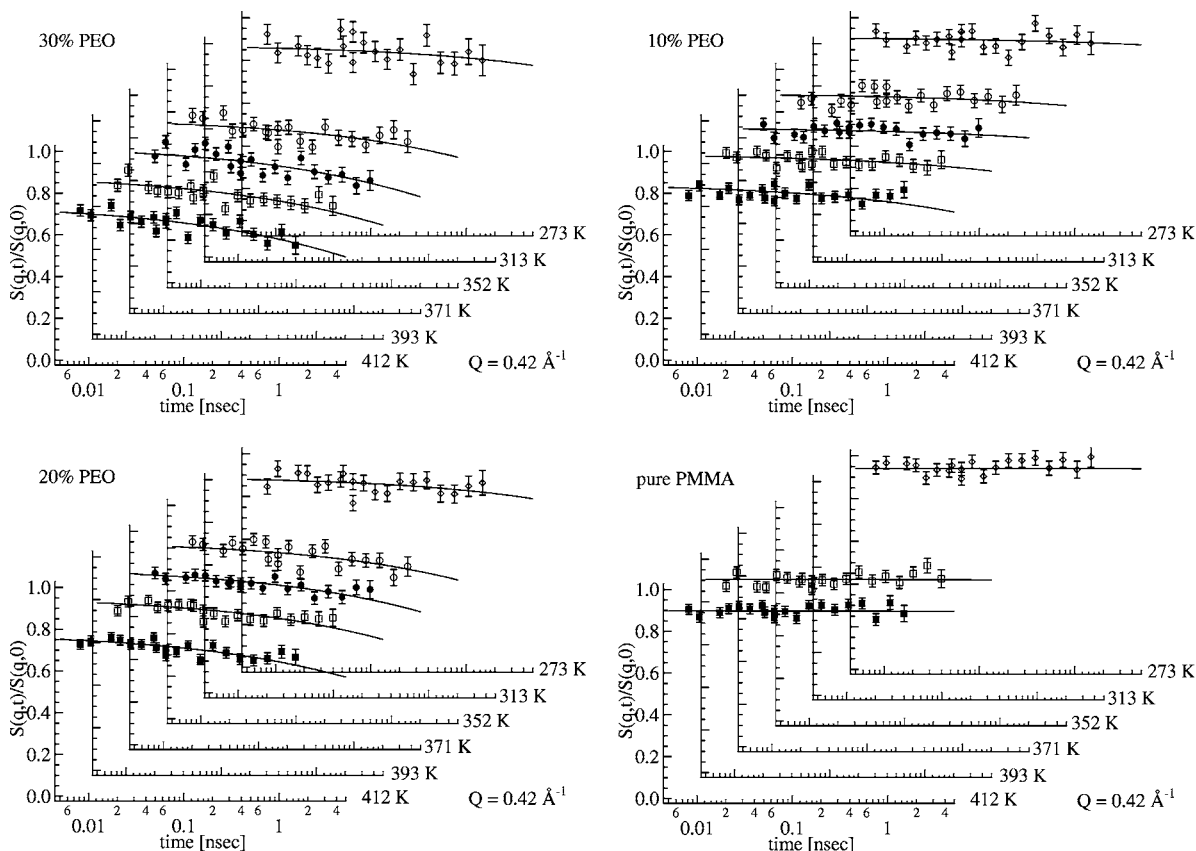 30% PEO
S(q,t)/S(q,0)
1.0
0.8
0.6
0.4
0.2
0.0
273 K
313 K
352 K
371 K
393 K
412 K
Q = 0.42 Å-1
6 2 4 6 2 4 6 2 4
0.01 0.1 1
time [nsec]
10% PEO
S(q,t)/S(q,0)
1.0
0.8
0.6
0.4
0.2
0.0
273 K
313 K
352 K
371 K
393 K
412 K
Q = 0.42 Å-1
6 2 4 6 2 4 6 2 4
0.01 0.1 1
time [nsec]
20% PEO
S(q,t)/S(q,0)
1.0
0.8
0.6
0.4
0.2
0.0
273 K
313 K
352 K
371 K
393 K
412 K
Q = 0.42 Å-1
6 2 4 6 2 4 6 2 4
0.01 0.1 1
time [nsec]
pure PMMA
S(q,t)/S(q,0)
1.0
0.8
0.6
0.4
0.2
0.0
273 K
313 K
352 K
371 K
393 K
412 K
Q = 0.42 Å-1
6 2 4 6 2 4 6 2 4
0.01 0.1 1
time [nsec]